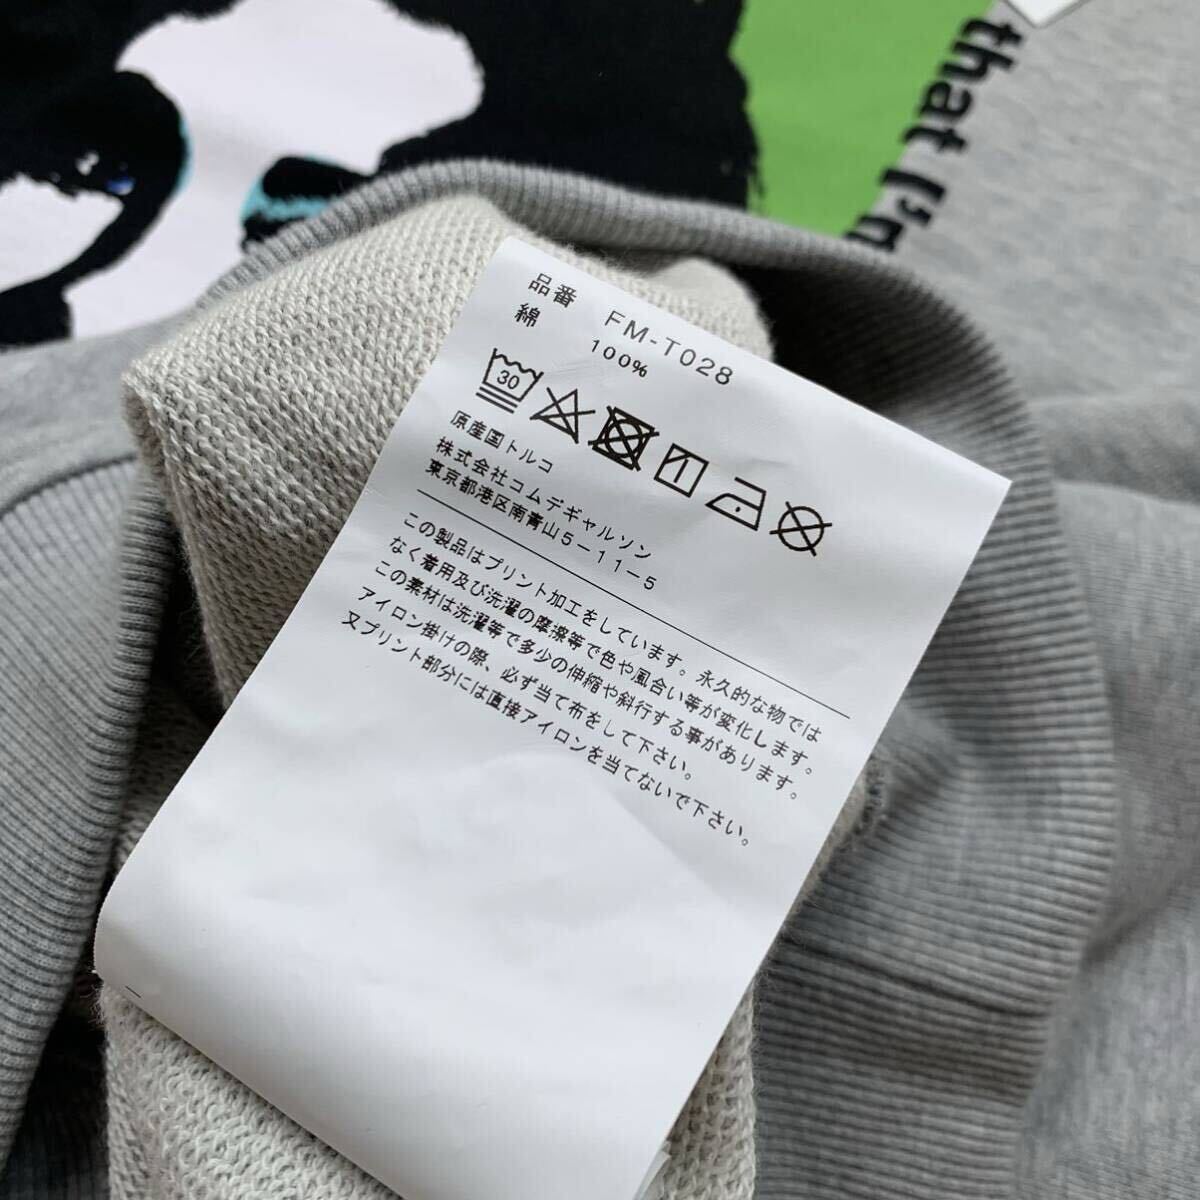 that I'm
品番 FM-T028
綿 100%
30
原産国トルコ
株式会社コムデギャルソン
東京都港区南青山5-11-5
この製品はプリント加工をしています。永久的な物では
なく着用及び洗濯の摩擦等で色や風合い等が変化します。
この素材は洗濯等で多少の伸縮や斜行する事があります。
アイロン掛けの際、必ず当て布をして下さい。
又プリント部分には直接アイロンを当てないで下さい。